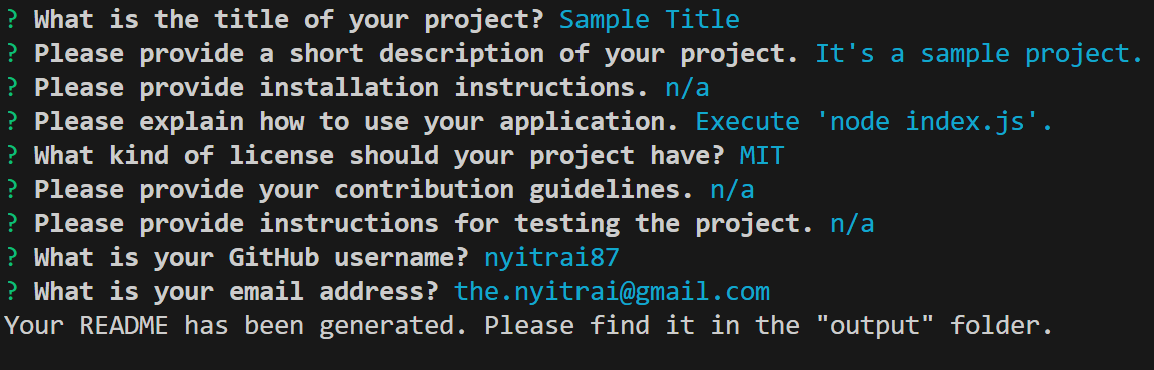 ? What is the title of your project? Sample Title
? Please provide a short description of your project. It's a sample project.
? Please provide installation instructions. n/a
? Please explain how to use your application. Execute 'node index.js'.
? What kind of license should your project have? MIT
? Please provide your contribution guidelines. n/a
? Please provide instructions for testing the project. n/a
? What is your GitHub username? nyitrai87
? What is your email address? the.nyitrai@gmail.com
Your README has been generated. Please find it in the "output" folder.